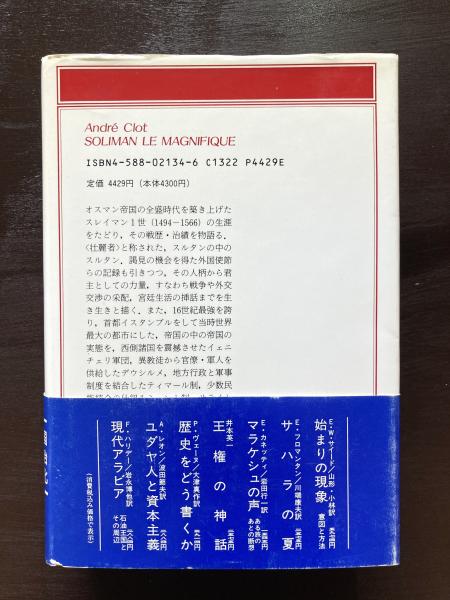 André Clot
SOLIMAN LE MAGNIFIQUE
ISBN4-588-02134-6 C1322 P4429E
定価 4429円（本体4300円）
オスマン帝国の全盛時代を築き上げた
スレイマン1世（1494－1566）の生涯
をたどり，その戦歴・治績を物語る．
〈壮麗者〉と称された，スルタンの中の
スルタン．謁見の機会を得た外国使節
らの記録も引きつつ，その人柄から君
主としての力量，すなわち戦争や外交
交渉の采配，宮廷生活の挿話までを生
き生きと描く．また，16世紀最強を誇
り，首都イスタンブルをして当時世界
最大の都市にした，帝国の中の帝国の
実態を，西側諸国を震撼させたイェニ
チェリ軍団，異教徒から官僚・軍人を
供給したデウシルメ，地方行政と軍事
制度を結合したティマール制，少数民
E・W・サイード／山形・小林訳
始まりの現象 意図と方法
E・フロマンタン／川端康夫訳
サハラの夏
E・カネッティ／岩田行一訳
マラケシュの声 ある旅のあとの断想
井本英一
王権の神話
P・ヴェーヌ／大津真作訳
歴史をどう書くか
A・レオン／波田節夫訳
ユダヤ人と資本主義
F・ハリデー／岩永博他訳
現代アラビア 石油王国とその周辺
（消費税込み価格で表示）